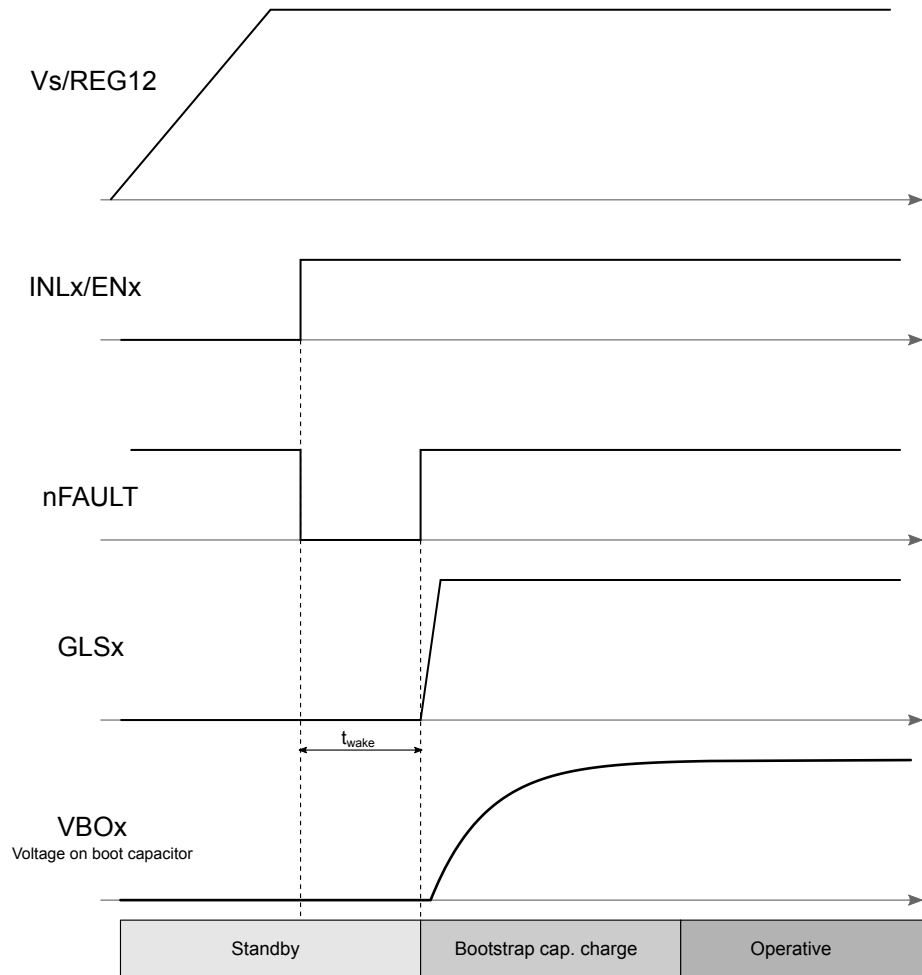 Vs/REG12
INLx/ENx
nFAULT
GLSx
twake
VBOx
Voltage on boot capacitor
Standby
Bootstrap cap. charge
Operative